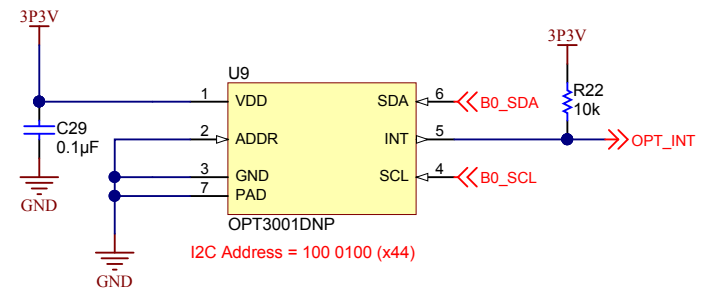 3P3V
3P3V
U9
1
VDD
SDA
6
B0_SDA
R22
10k
C29
0.1µF
2
ADDR
INT
5
OPT_INT
3
GND
SCL
4
B0_SCL
7
PAD
GND
OPT3001DNP
I2C Address = 100 0100 (x44)
GND